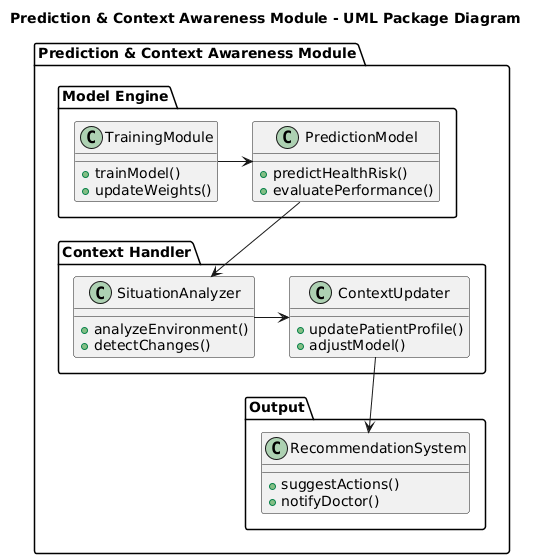 Prediction & Context Awareness Module - UML Package Diagram
Prediction & Context Awareness Module
Model Engine
C TrainingModule
trainModel()
updateWeights()
C PredictionModel
predictHealthRisk()
evaluatePerformance()
Context Handler
C SituationAnalyzer
analyzeEnvironment()
detectChanges()
C ContextUpdater
updatePatientProfile()
adjustModel()
Output
C RecommendationSystem
suggestActions()
notifyDoctor()